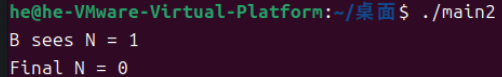 he@he-VMware-Virtual-Platform:~/桌面$ ./main2
B sees N = 1
Final N = 0